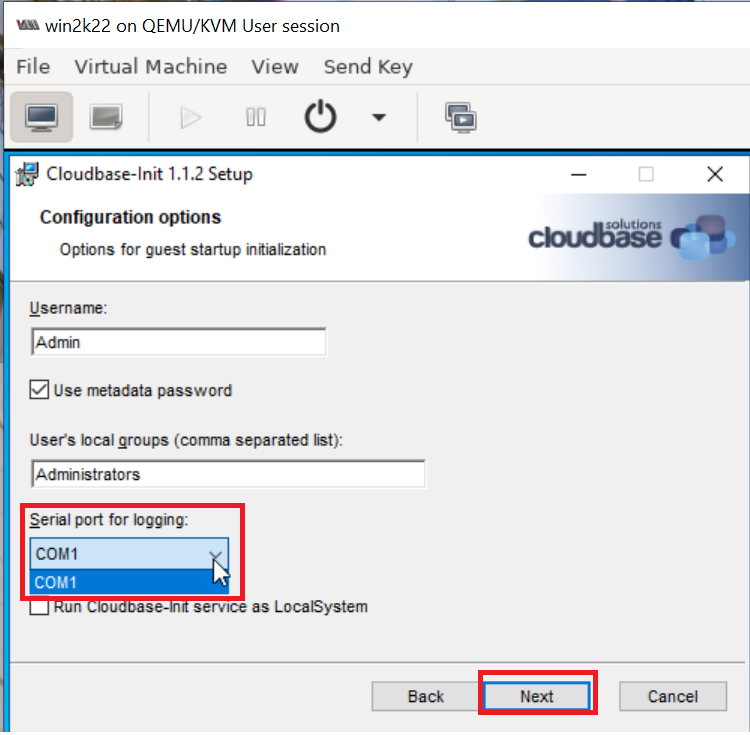 win2k22 on QEMU/KVM User session
File Virtual Machine View Send Key
Cloudbase-Init 1.1.2 Setup
Configuration options
Options for guest startup initialization
solutions
cloudbase
Username:
Admin
Use metadata password
User's local groups (comma separated list):
Administrators
Serial port for logging:
COM1
COM1
Run Cloudbase-Init service as LocalSystem
Back Next Cancel